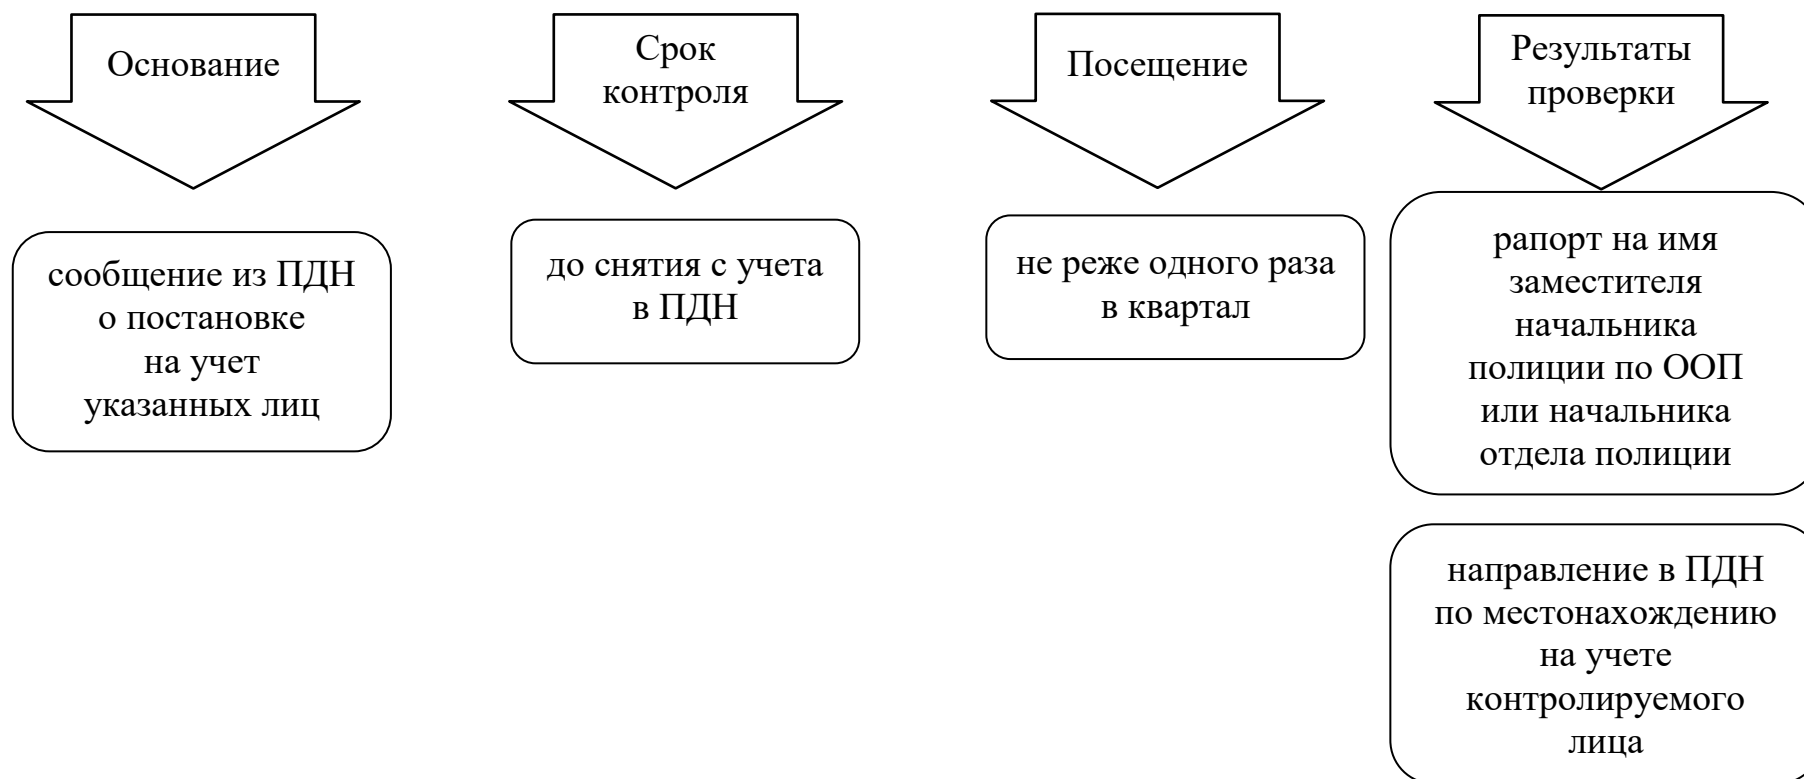 Основание
Срок
контроля
Посещение
Результаты
проверки
сообщение из ПДН
о постановке
на учет
указанных лиц
до снятия с учета
в ПДН
не реже одного раза
в квартал
рапорт на имя
заместителя
начальника
полиции по ООП
или начальника
отдела полиции
направление в ПДН
по местонахождению
на учете
контролируемого
лица